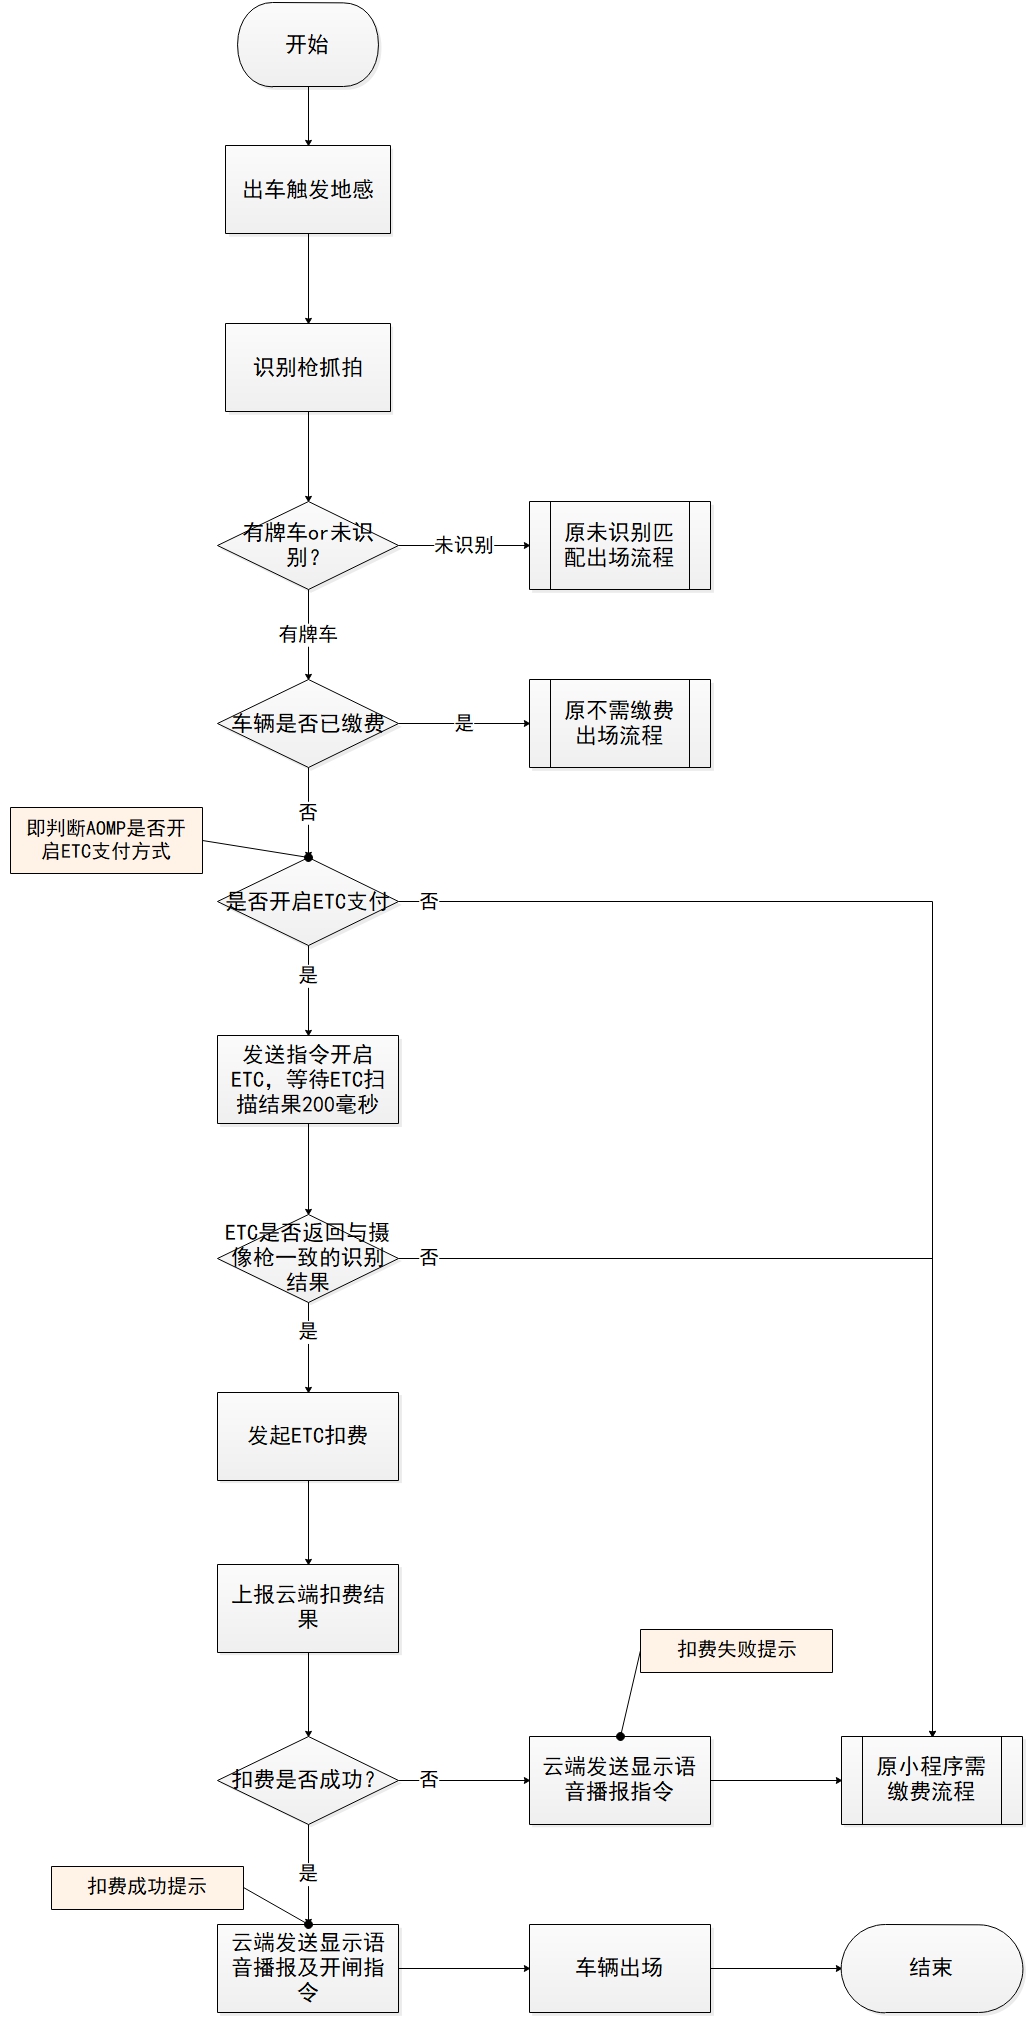 开始
出车触发地感
识别枪抓拍
有牌车or未识
别？
未识别
原未识别匹
配出场流程
有牌车
车辆是否已缴费
是
原不需缴费
出场流程
否
即判断AOMP是否开
启ETC支付方式
是否开启ETC支付
否
是
发送指令开启
ETC，等待ETC扫
描结果200毫秒
ETC是否返回与摄
像枪一致的识别
结果
否
是
发起ETC扣费
上报云端扣费结
果
扣费失败提示
扣费是否成功？
否
云端发送显示语
音播报指令
原小程序需
缴费流程
是
扣费成功提示
云端发送显示语
音播报及开闸指
令
车辆出场
结束